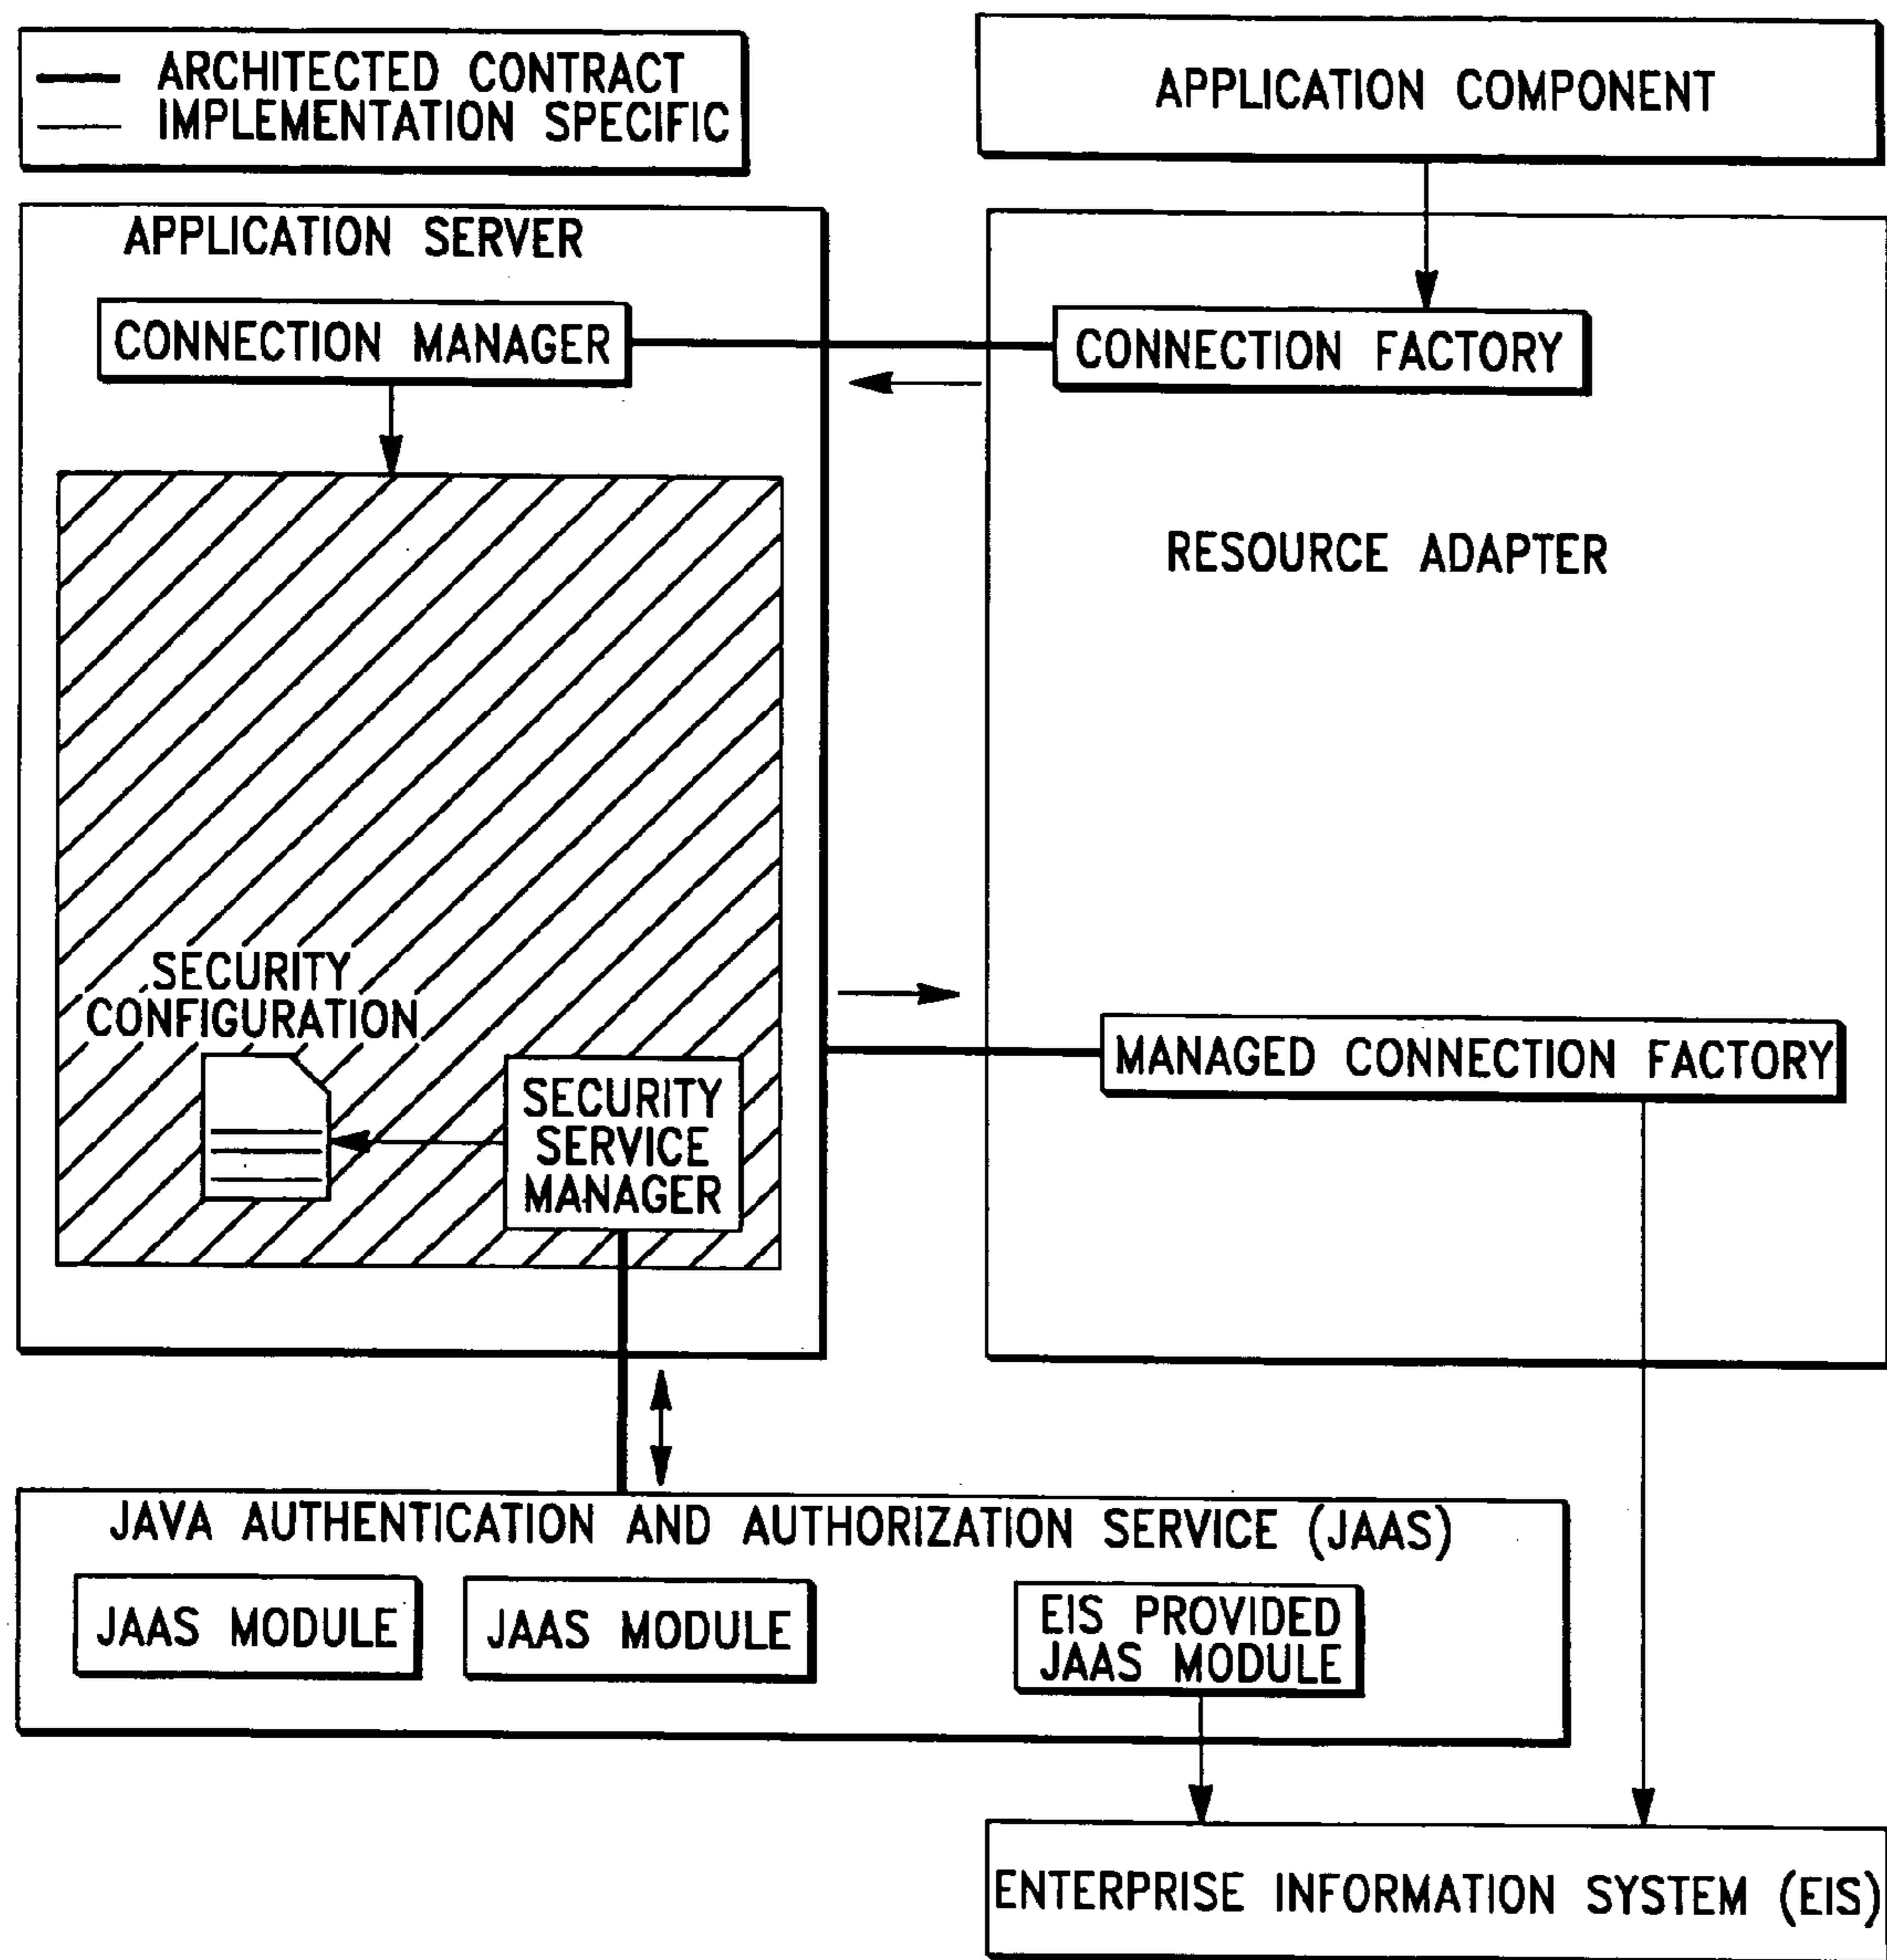 ARCHITECTED CONTRACT
IMPLEMENTATION SPECIFIC
APPLICATION COMPONENT
APPLICATION SERVER
CONNECTION MANAGER
CONNECTION FACTORY
RESOURCE ADAPTER
SECURITY
CONFIGURATION
SECURITY
SERVICE
MANAGER
MANAGED CONNECTION FACTORY
JAVA AUTHENTICATION AND AUTHORIZATION SERVICE (JAAS)
JAAS MODULE
JAAS MODULE
EIS PROVIDED
JAAS MODULE
ENTERPRISE INFORMATION SYSTEM (EIS)